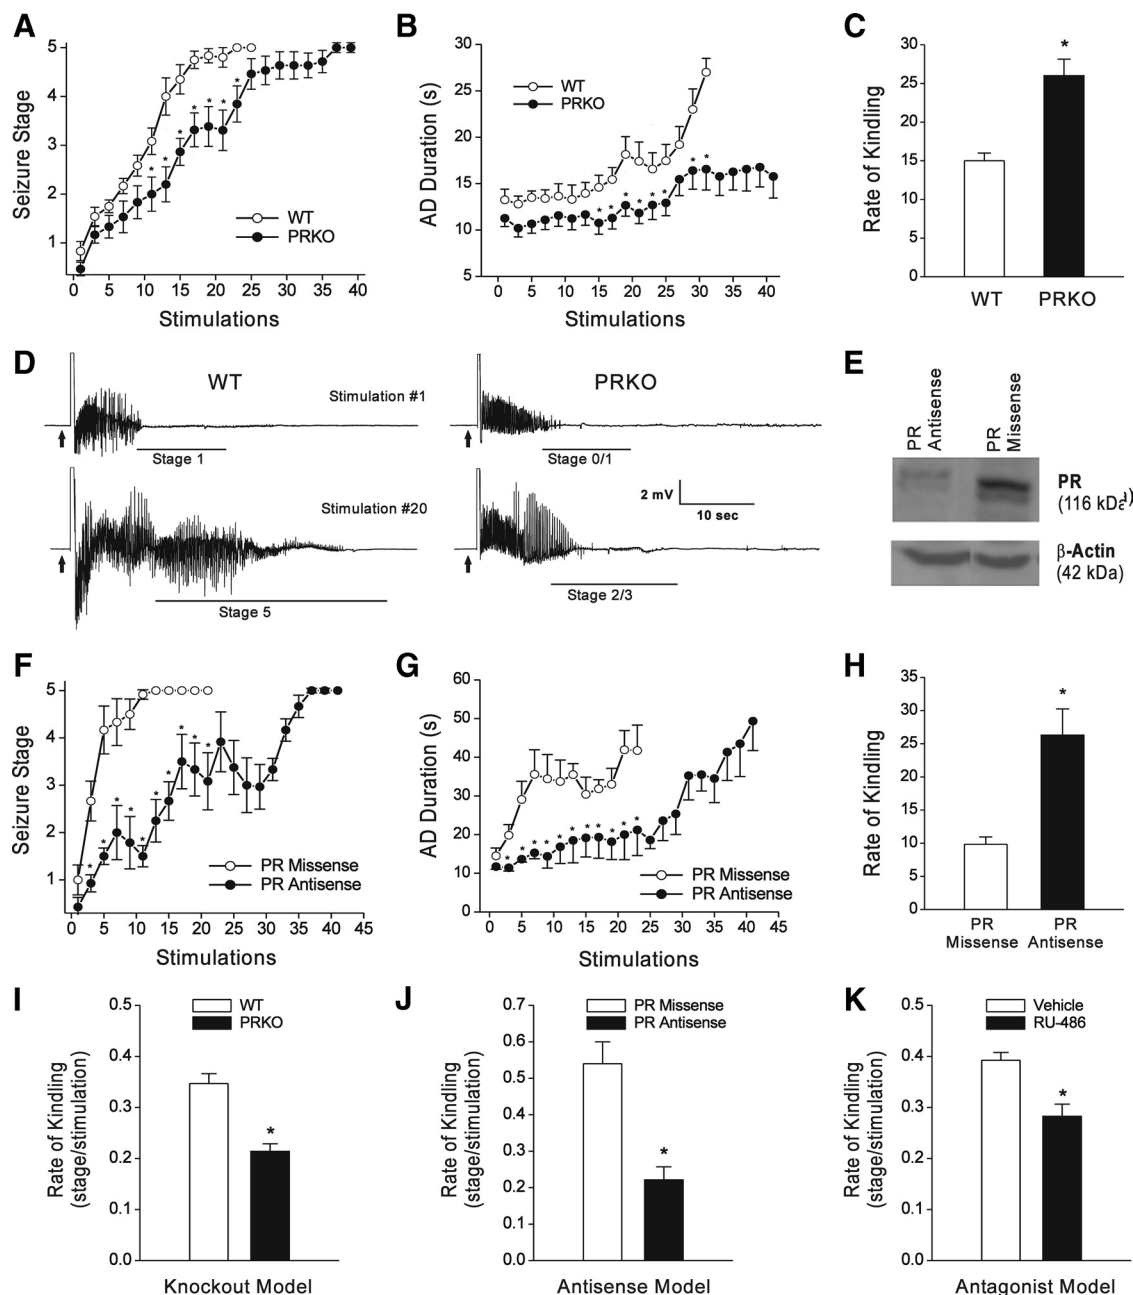 A
Seizure Stage
5
4
3
2
1
WT
PRKO
0 5 10 15 20 25 30 35 40
Stimulations
B
AD Duration (s)
30
25
20
15
10
5
WT
PRKO
0 5 10 15 20 25 30 35 40
Stimulations
C
Rate of Kindling
30
25
20
15
10
5
0
*
WT PRKO
D
WT
Stimulation #1
Stage 1
Stimulation #20
Stage 5
PRKO
Stage 0/1
2 mV
10 sec
Stage 2/3
E
PR
Antisense
PR
Missense
PR
(116 kDa)
β-Actin
(42 kDa)
F
Seizure Stage
5
4
3
2
1
PR Missense
PR Antisense
0 5 10 15 20 25 30 35 40 45
Stimulations
G
AD Duration (s)
60
50
40
30
20
10
0
PR Missense
PR Antisense
0 5 10 15 20 25 30 35 40 45
Stimulations
H
Rate of Kindling
35
30
25
20
15
10
5
0
*
PR PR
Missense Antisense
I
WT
PRKO
Rate of Kindling
(stage/stimulation)
0.5
0.4
0.3
0.2
0.1
0.0
*
Knockout Model
J
PR Missense
PR Antisense
Rate of Kindling
(stage/stimulation)
0.7
0.6
0.5
0.4
0.3
0.2
0.1
0.0
*
Antisense Model
K
Vehicle
RU-486
Rate of Kindling
(stage/stimulation)
0.5
0.4
0.3
0.2
0.1
0.0
*
Antagonist Model